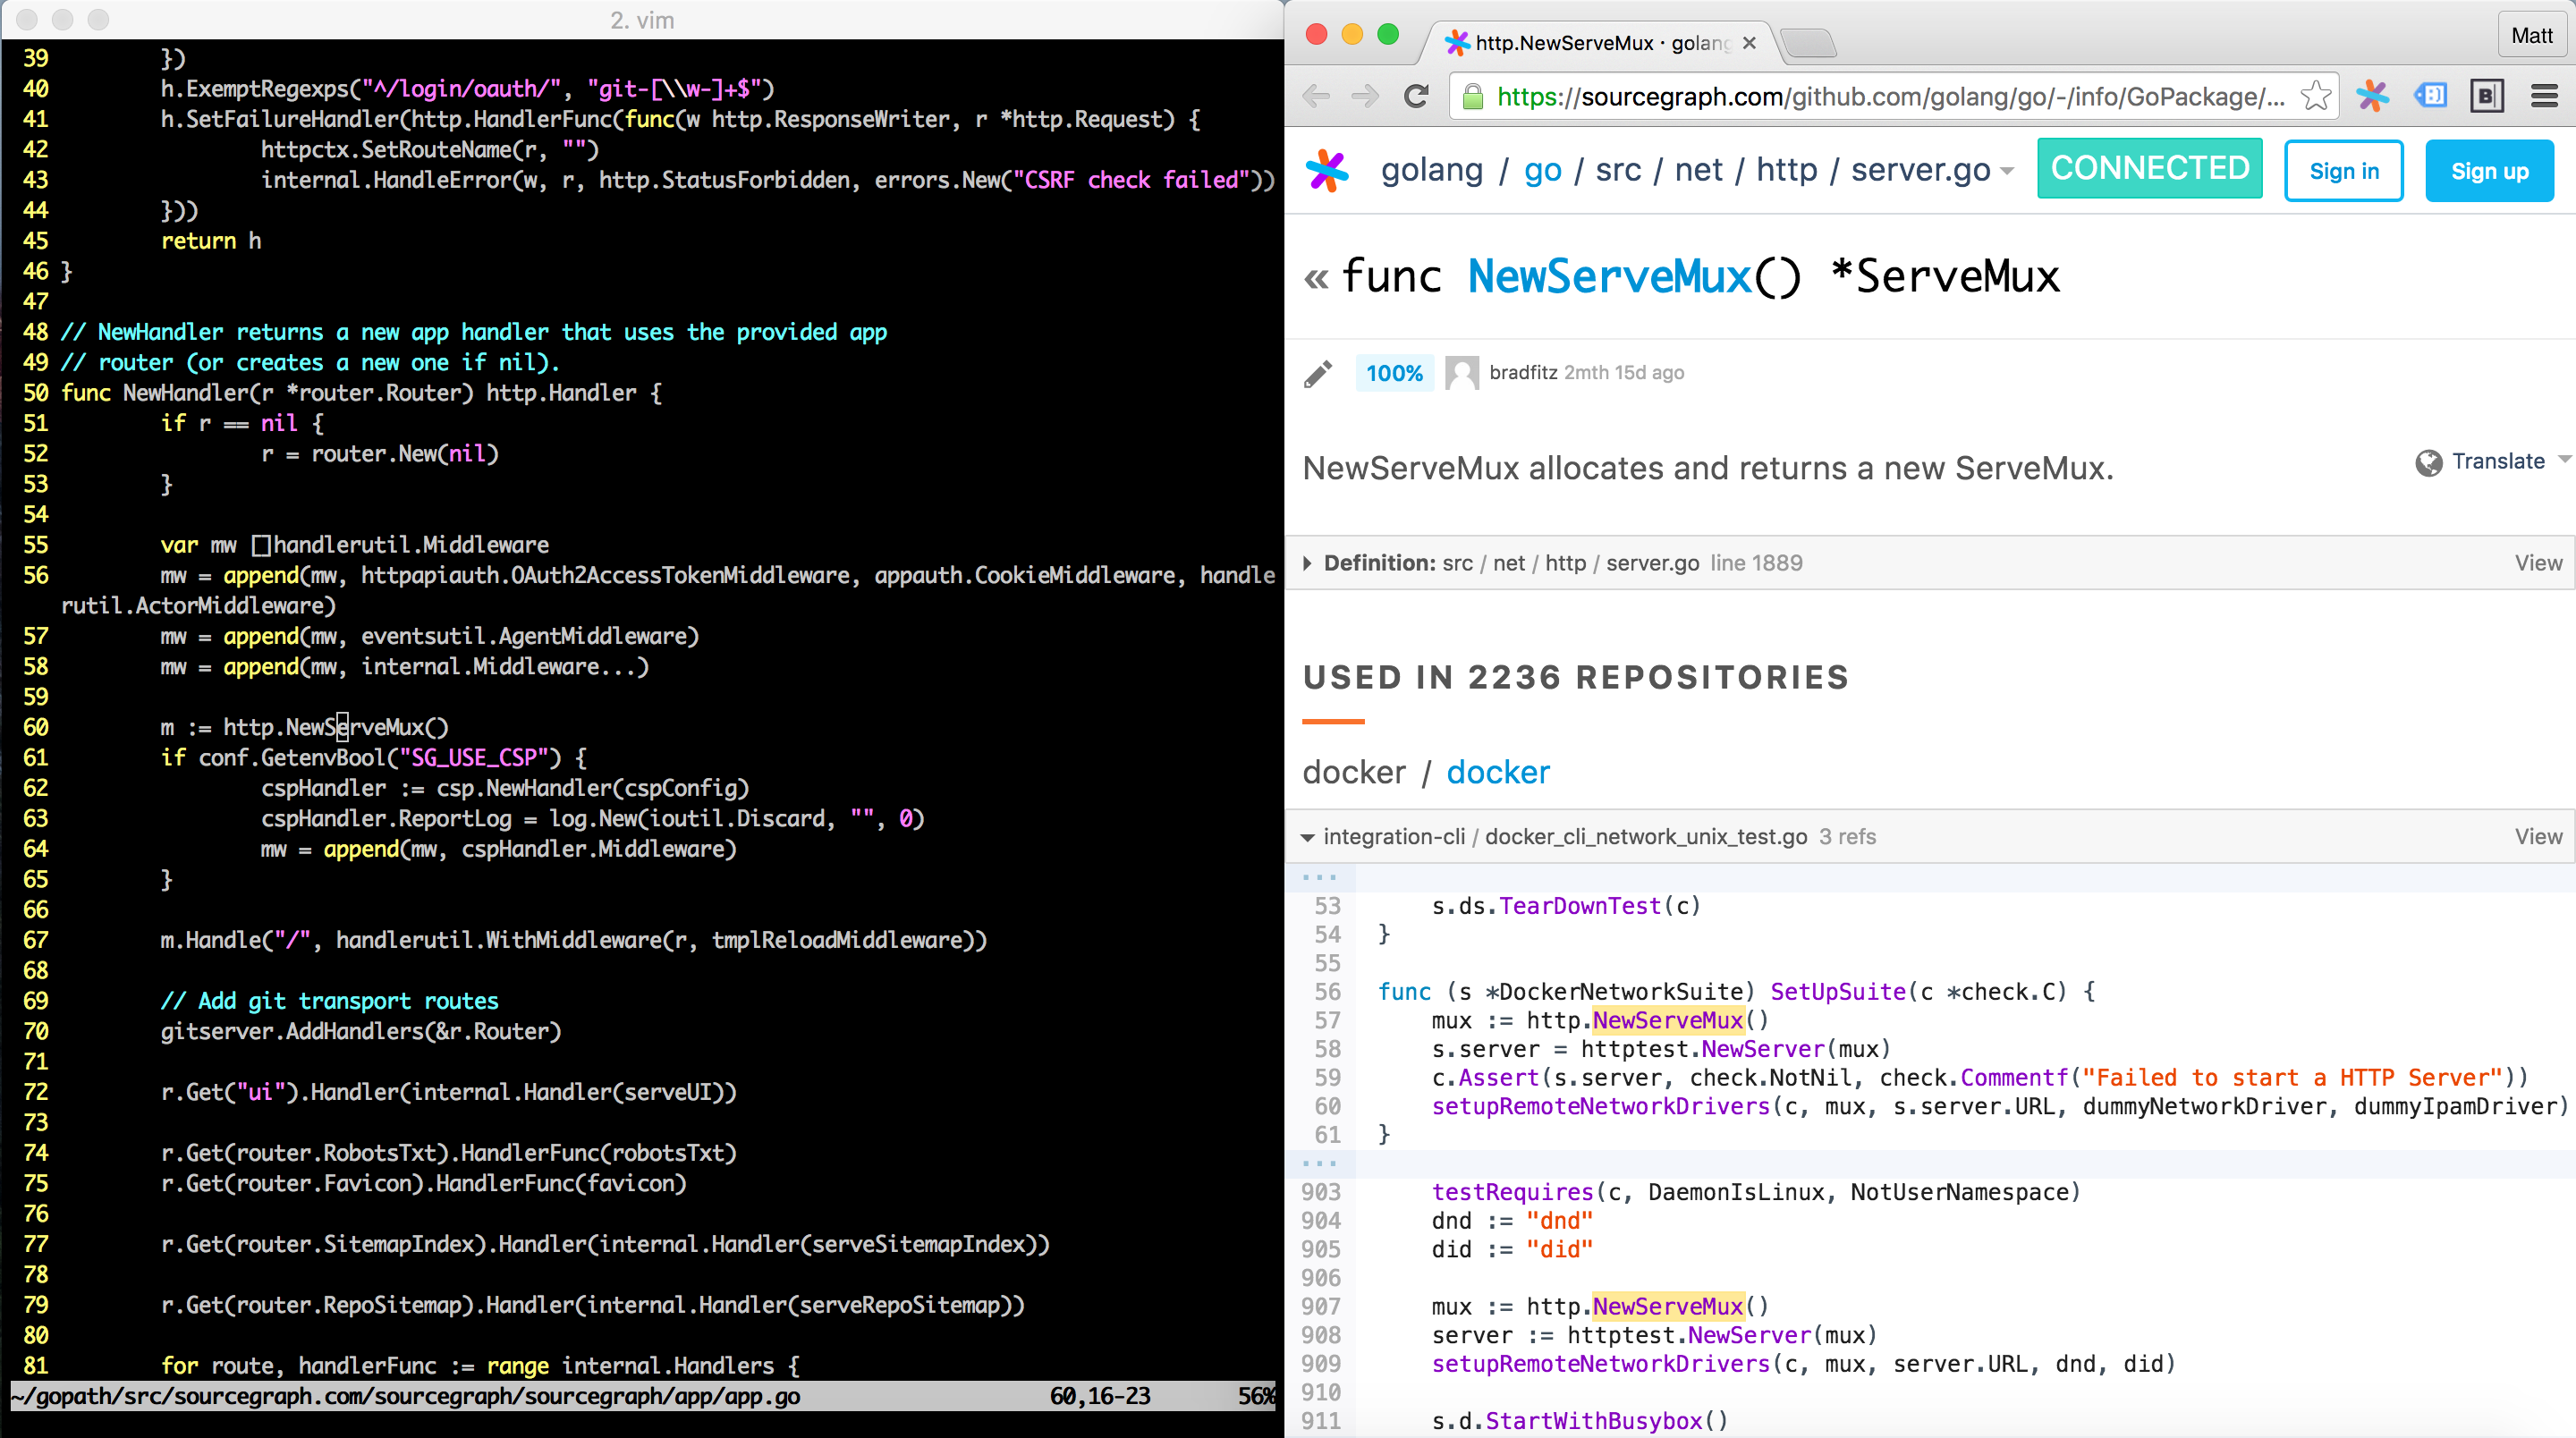 2. vim
39         })
40         h.ExemptRegexps("^/login/oauth/", "git-[\\w-]+$")
41         h.SetFailureHandler(http.HandlerFunc(func(w http.ResponseWriter, r *http.Request) {
42                 httpctx.SetRouteName(r, "")
43                 internal.HandleError(w, r, http.StatusForbidden, errors.New("CSRF check failed"))
44         }))
45         return h
46 }
47
48 // NewHandler returns a new app handler that uses the provided app
49 // router (or creates a new one if nil).
50 func NewHandler(r *router.Router) http.Handler {
51         if r == nil {
52                 r = router.New(nil)
53         }
54
55         var mw []handlerutil.Middleware
56         mw = append(mw, httpapiauth.OAuth2AccessTokenMiddleware, appauth.CookieMiddleware, handle
rutil.ActorMiddleware)
57         mw = append(mw, eventsutil.AgentMiddleware)
58         mw = append(mw, internal.Middleware...)
59
60         m := http.NewServeMux()
61         if conf.GetenvBool("SG_USE_CSP") {
62                 cspHandler := csp.NewHandler(cspConfig)
63                 cspHandler.ReportLog = log.New(ioutil.Discard, "", 0)
64                 mw = append(mw, cspHandler.Middleware)
65         }
66
67         m.Handle("/", handlerutil.WithMiddleware(r, tmplReloadMiddleware))
68
69         // Add git transport routes
70         gitserver.AddHandlers(&r.Router)
71
72         r.Get("ui").Handler(internal.Handler(serveUI))
73
74         r.Get(router.RobotsTxt).HandlerFunc(robotsTxt)
75         r.Get(router.Favicon).HandlerFunc(favicon)
76
77         r.Get(router.SitemapIndex).Handler(internal.Handler(serveSitemapIndex))
78
79         r.Get(router.RepoSitemap).Handler(internal.Handler(serveRepoSitemap))
80
81         for route, handlerFunc := range internal.Handlers {
~/gopath/src/sourcegraph.com/sourcegraph/sourcegraph/app/app.go 60,16-23 56%
http.NewServeMux · golang
Matt
https://sourcegraph.com/github.com/golang/go/-/info/GoPackage/...
golang / go / src / net / http / server.go CONNECTED Sign in Sign up
« func NewServeMux() *ServeMux
100% bradfitz 2mth 15d ago
NewServeMux allocates and returns a new ServeMux. Translate
Definition: src / net / http / server.go line 1889 View
USED IN 2236 REPOSITORIES
docker / docker
integration-cli / docker_cli_network_unix_test.go 3 refs View
...
53     s.ds.TearDownTest(c)
54 }
55
56 func (s *DockerNetworkSuite) SetUpSuite(c *check.C) {
57     mux := http.NewServeMux()
58     s.server = httptest.NewServer(mux)
59     c.Assert(s.server, check.NotNil, check.Commentf("Failed to start a HTTP Server"))
60     setupRemoteNetworkDrivers(c, mux, s.server.URL, dummyNetworkDriver, dummyIpamDriver)
61 }
...
903     testRequires(c, DaemonIsLinux, NotUserNamespace)
904     dnd := "dnd"
905     did := "did"
906
907     mux := http.NewServeMux()
908     server := httptest.NewServer(mux)
909     setupRemoteNetworkDrivers(c, mux, server.URL, dnd, did)
910
911     s.d.StartWithBusybox()